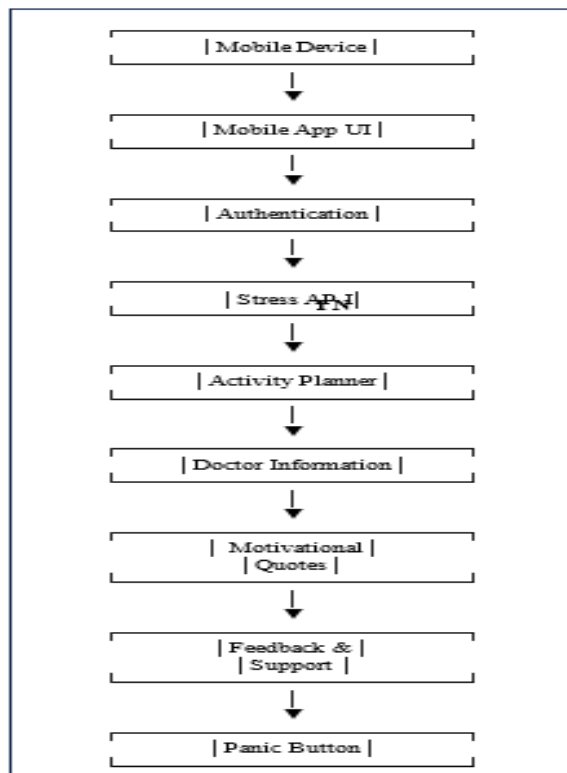 | Mobile Device |
| Mobile App UI |
| Authentication |
| Stress API |
| Activity Planner |
| Doctor Information |
| Motivational |
| Quotes |
| Feedback & |
| Support |
| Panic Button |